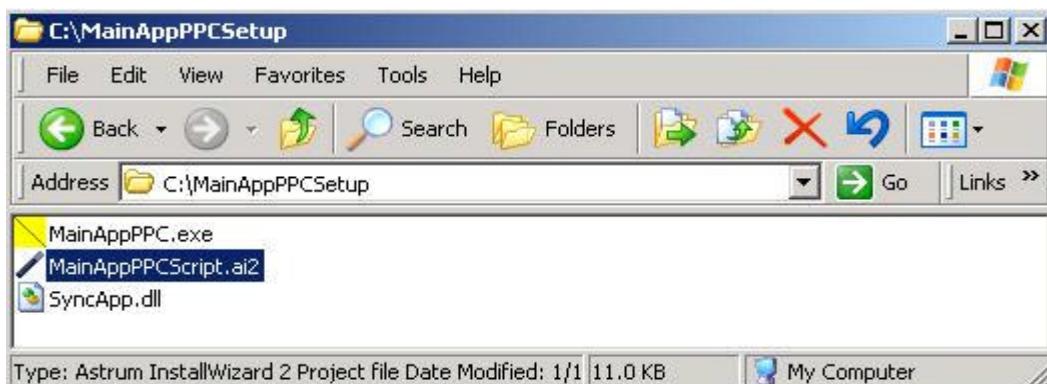 C:\MainAppPPCSetup
File Edit View Favorites Tools Help
Back Search Folders
Address C:\MainAppPPCSetup Go Links »
MainAppPPC.exe
MainAppPPCScript.ai2
SyncApp.dll
Type: Astrum InstallWizard 2 Project file Date Modified: 1/1 11.0 KB My Computer